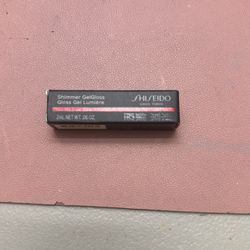 Shimmer GelGloss
Gloss Gel Lumière
SHISEIDO
GINZA TOKYO
2mL NET WT. .06 OZ.